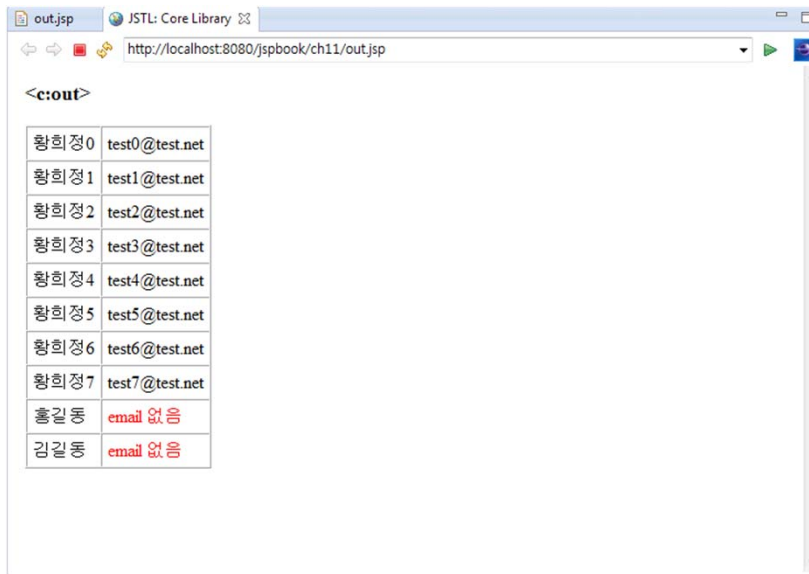 out.jsp
JSTL: Core Library
http://localhost:8080/jspbook/ch11/out.jsp
<c:out>
황희정0 test0@test.net
황희정1 test1@test.net
황희정2 test2@test.net
황희정3 test3@test.net
황희정4 test4@test.net
황희정5 test5@test.net
황희정6 test6@test.net
황희정7 test7@test.net
홍길동 email 없음
김길동 email 없음